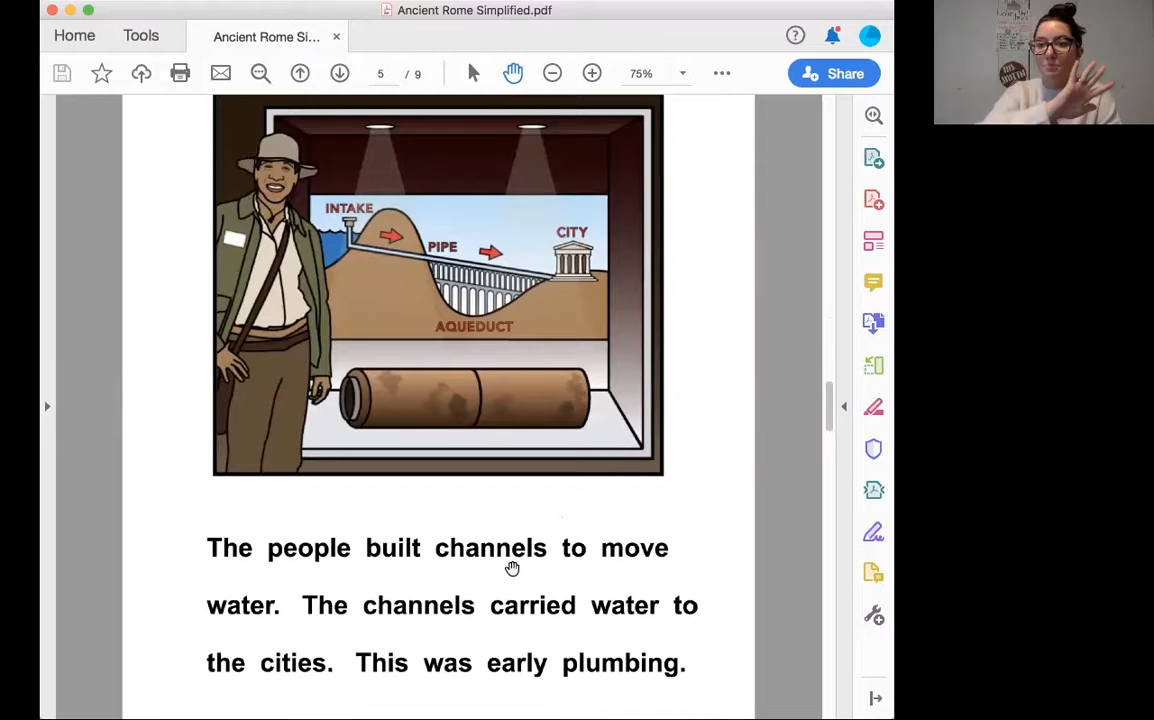 Ancient Rome Simplified.pdf
Home Tools Ancient Rome Si... ×
5 / 9 75% Share
INTAKE
CITY
PIPE
AQUEDUCT
The people built channels to move
water. The channels carried water to
the cities. This was early plumbing.